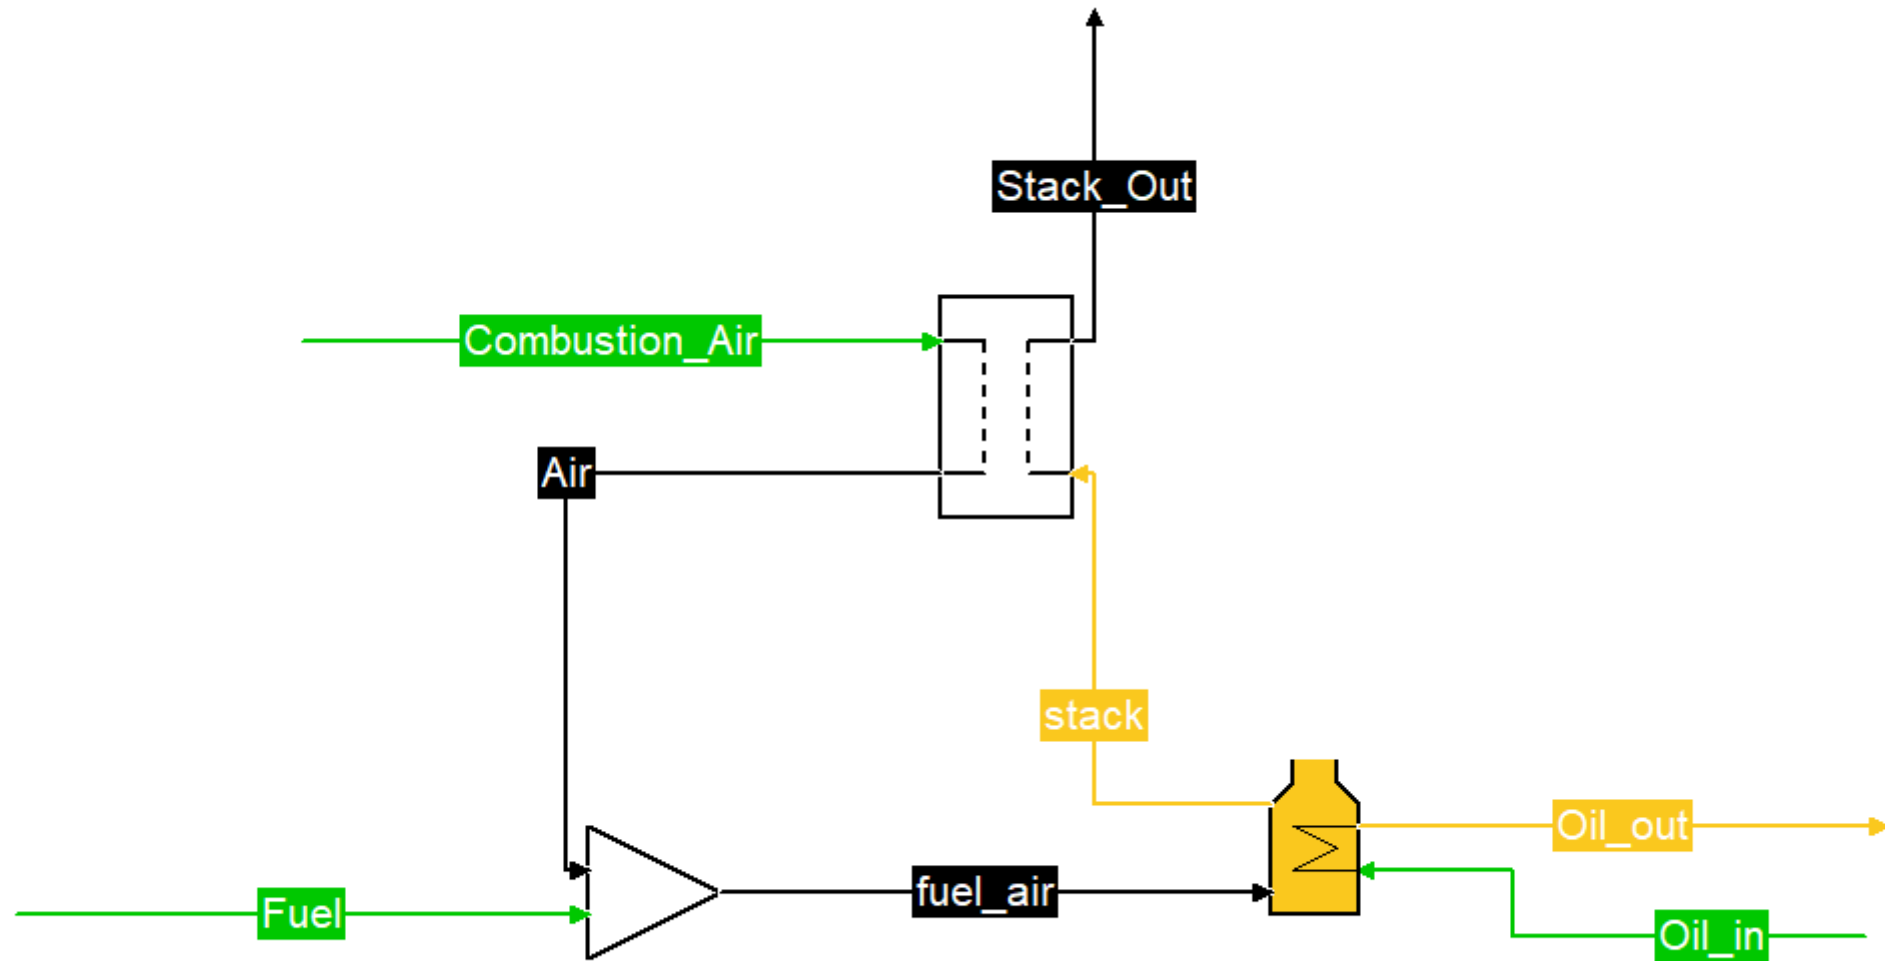 Stack_Out
Combustion_Air
Air
stack
Oil_out
fuel_air
Fuel
Oil_in